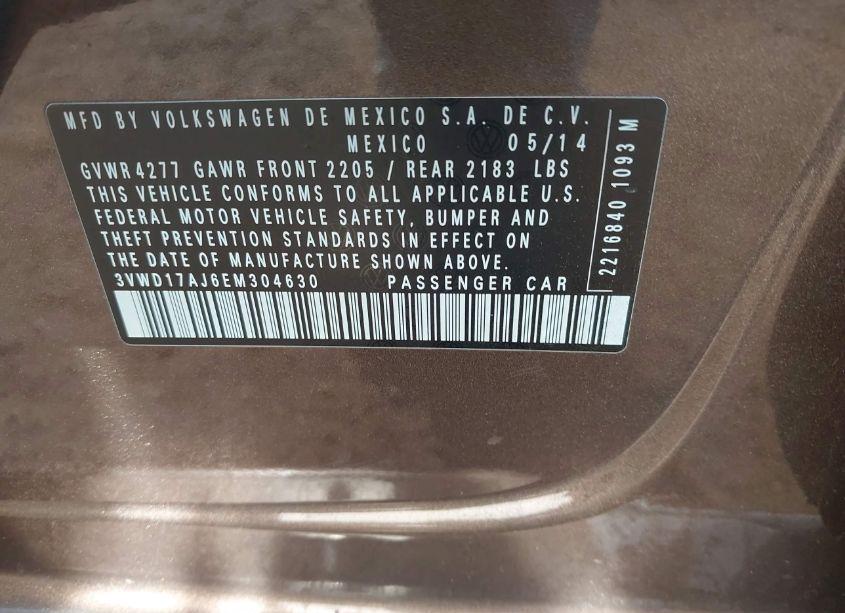 MFD BY VOLKSWAGEN DE MEXICO S.A. DE C.V.
MEXICO 05/14
GVWR 4277 GAWR FRONT 2205 / REAR 2183 LBS
THIS VEHICLE CONFORMS TO ALL APPLICABLE U.S.
FEDERAL MOTOR VEHICLE SAFETY, BUMPER AND
THEFT PREVENTION STANDARDS IN EFFECT ON
THE DATE OF MANUFACTURE SHOWN ABOVE.
3VWD17AJ6EM304630 PASSENGER CAR
2216840 1093 M